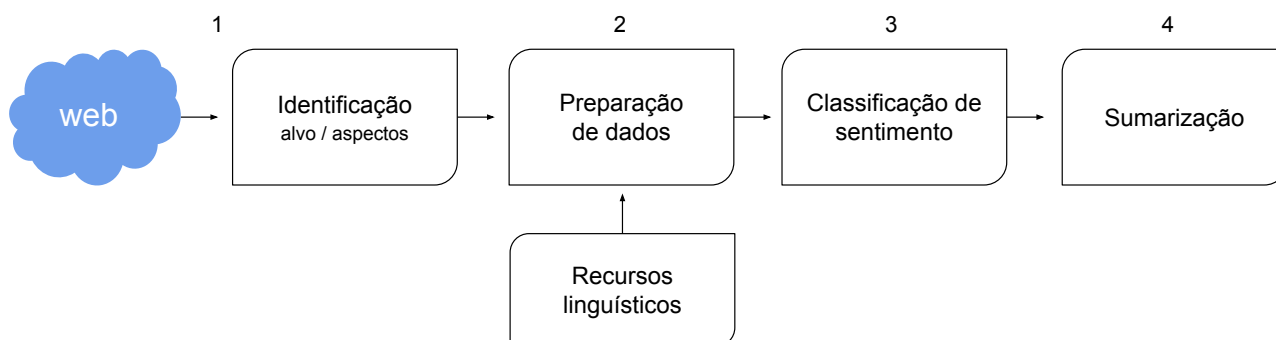 1
2
3
4
web
Identificação
alvo / aspectos
Preparação
de dados
Classificação de
sentimento
Sumarização
Recursos
linguísticos